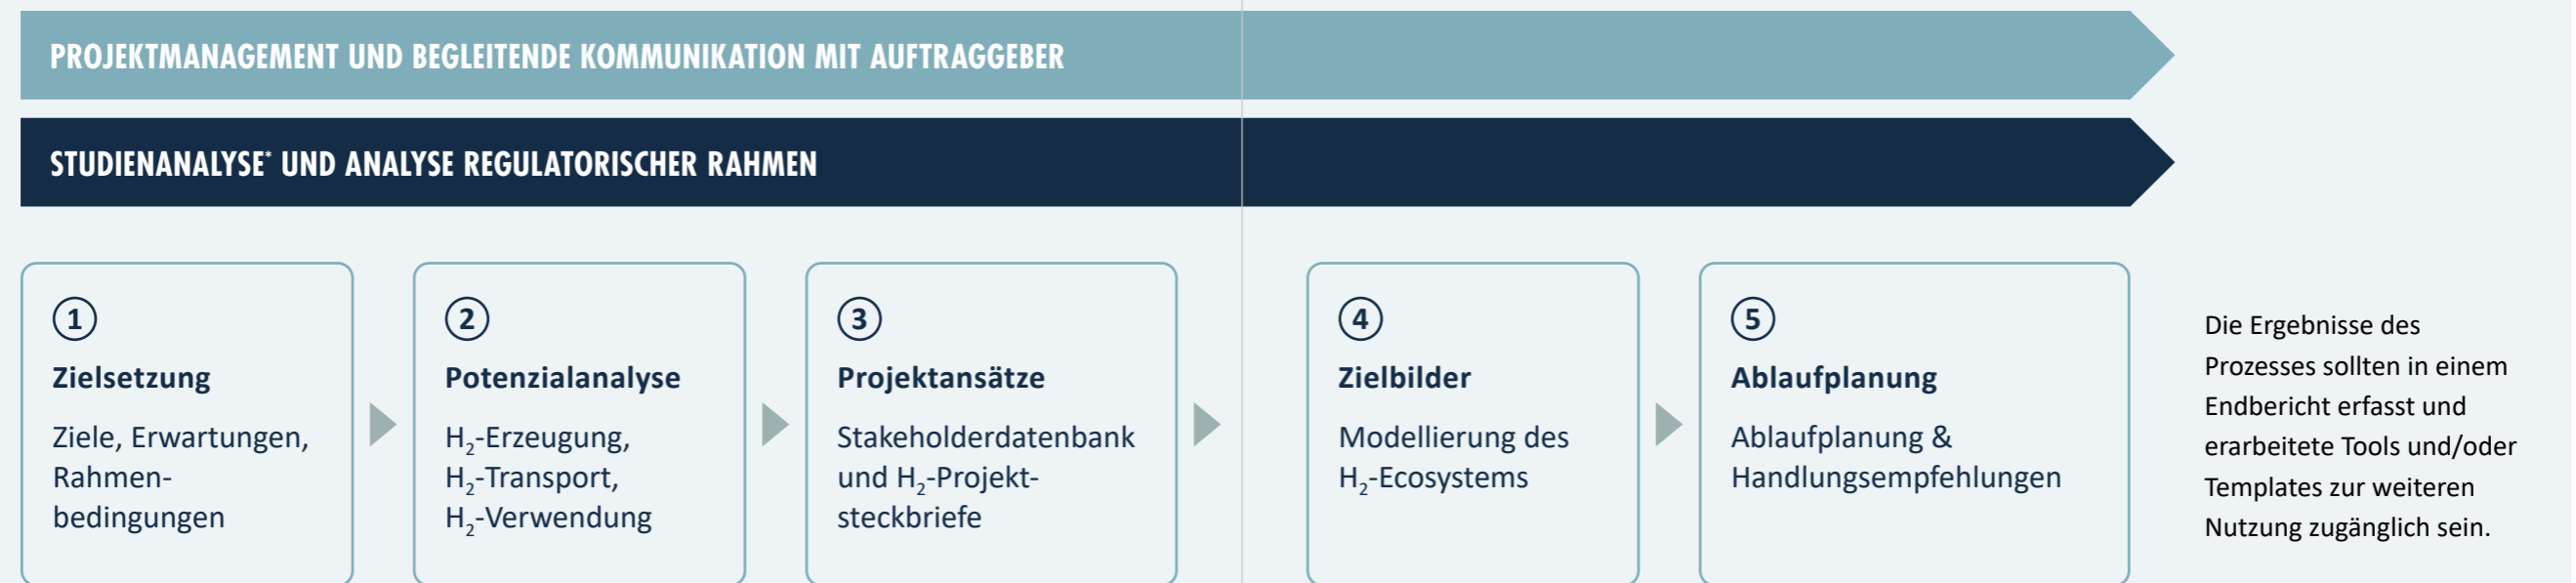 PROJEKTMANAGEMENT UND BEGLEITENDE KOMMUNIKATION MIT AUFTRAGGEBER
STUDIENANALYSE* UND ANALYSE REGULATORISCHER RAHMEN
1
Zielsetzung
Ziele, Erwartungen,
Rahmen-
bedingungen
2
Potenzialanalyse
H₂-Erzeugung,
H₂-Transport,
H₂-Verwendung
3
Projektansätze
Stakeholderdatenbank
und H₂-Projekt-
steckbriefe
4
Zielbilder
Modellierung des
H₂-Ecosystems
5
Ablaufplanung
Ablaufplanung &
Handlungsempfehlungen
Die Ergebnisse des
Prozesses sollten in einem
Endbericht erfasst und
erarbeitete Tools und/oder
Templates zur weiteren
Nutzung zugänglich sein.